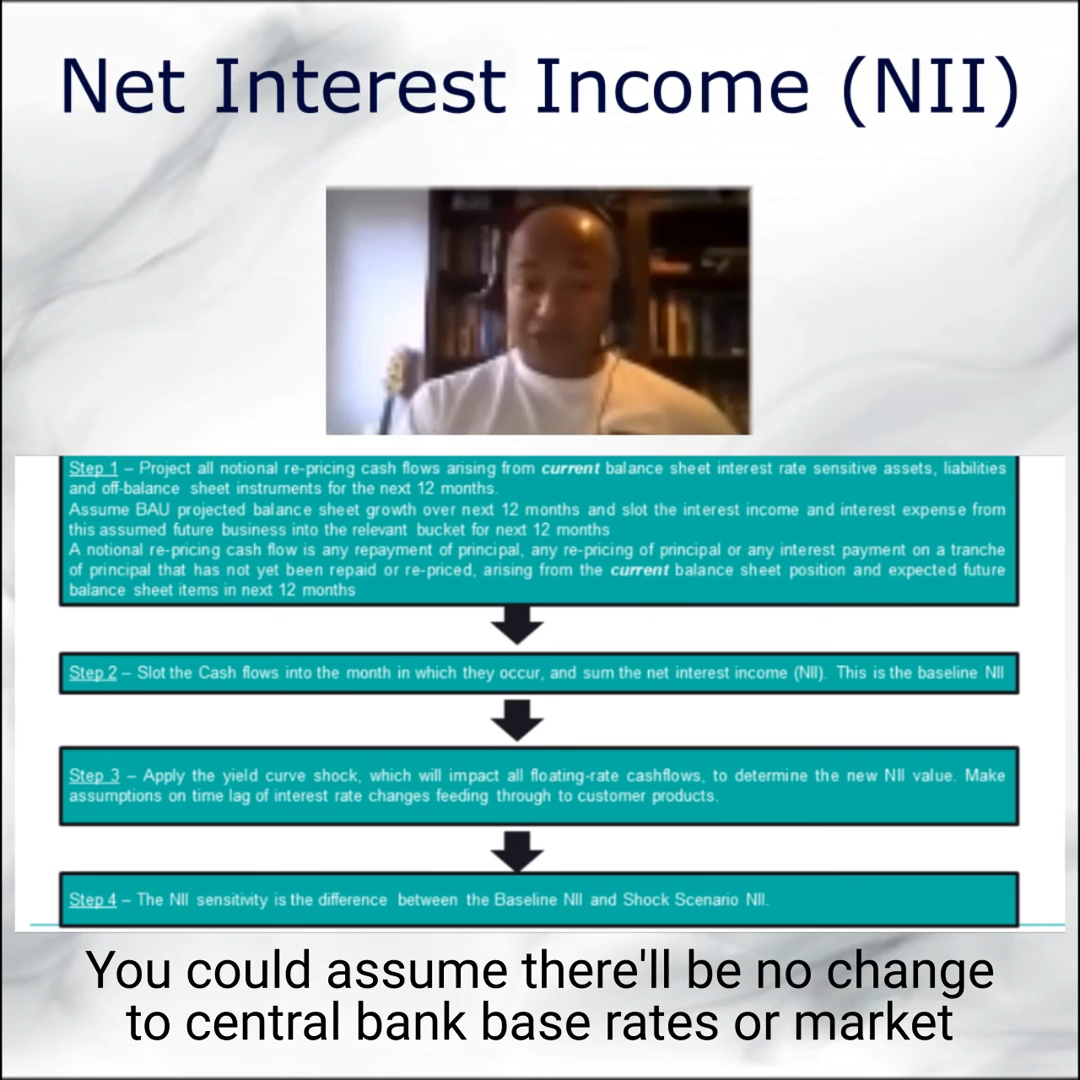 Net Interest Income (NII)
Step 1 – Project all notional re-pricing cash flows arising from current balance sheet interest rate sensitive assets, liabilities
and off-balance sheet instruments for the next 12 months.
Assume BAU projected balance sheet growth over next 12 months and slot the interest income and interest expense from
this assumed future business into the relevant bucket for next 12 months
A notional re-pricing cash flow is any repayment of principal, any re-pricing of principal or any interest payment on a tranche
of principal that has not yet been repaid or re-priced, arising from the current balance sheet position and expected future
balance sheet items in next 12 months
Step 2 – Slot the Cash flows into the month in which they occur, and sum the net interest income (NII). This is the baseline NII
Step 3 – Apply the yield curve shock, which will impact all floating-rate cashflows, to determine the new NII value. Make
assumptions on time lag of interest rate changes feeding through to customer products.
Step 4 – The NII sensitivity is the difference between the Baseline NII and Shock Scenario NII.
You could assume there'll be no change
to central bank base rates or market